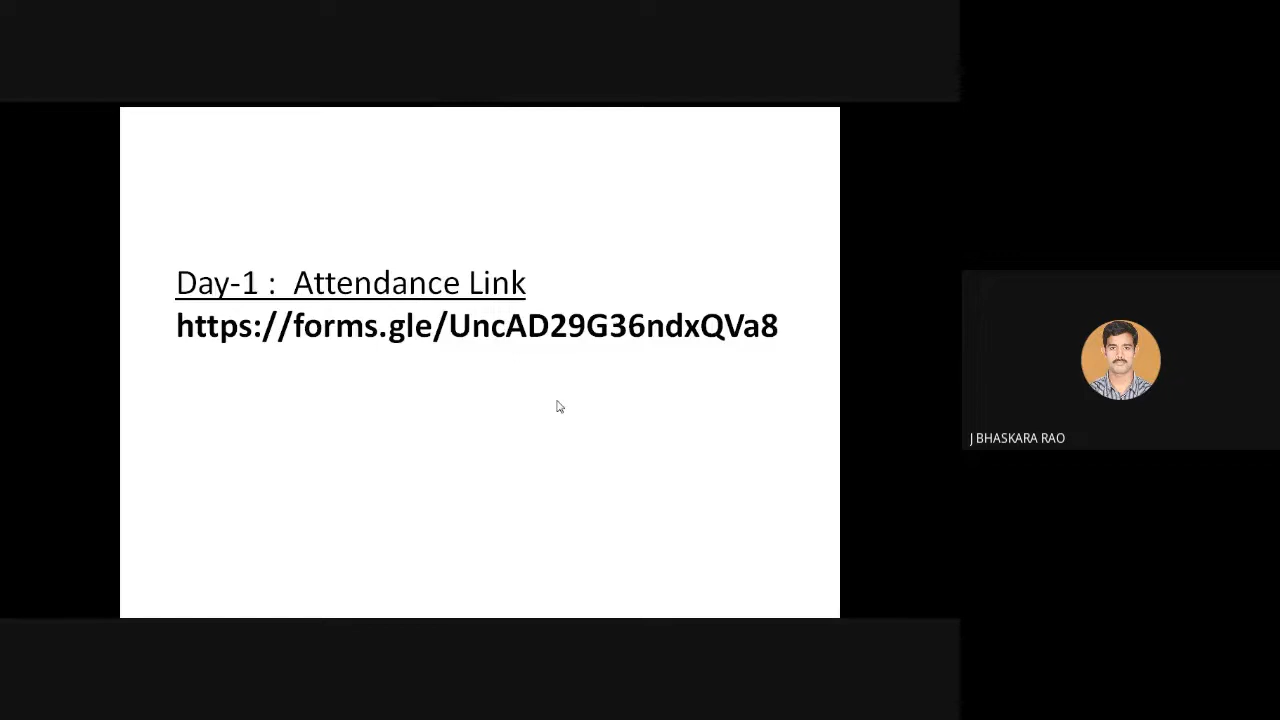 Day-1 : Attendance Link
https://forms.gle/UncAD29G36ndxQVa8
J BHASKARA RAO